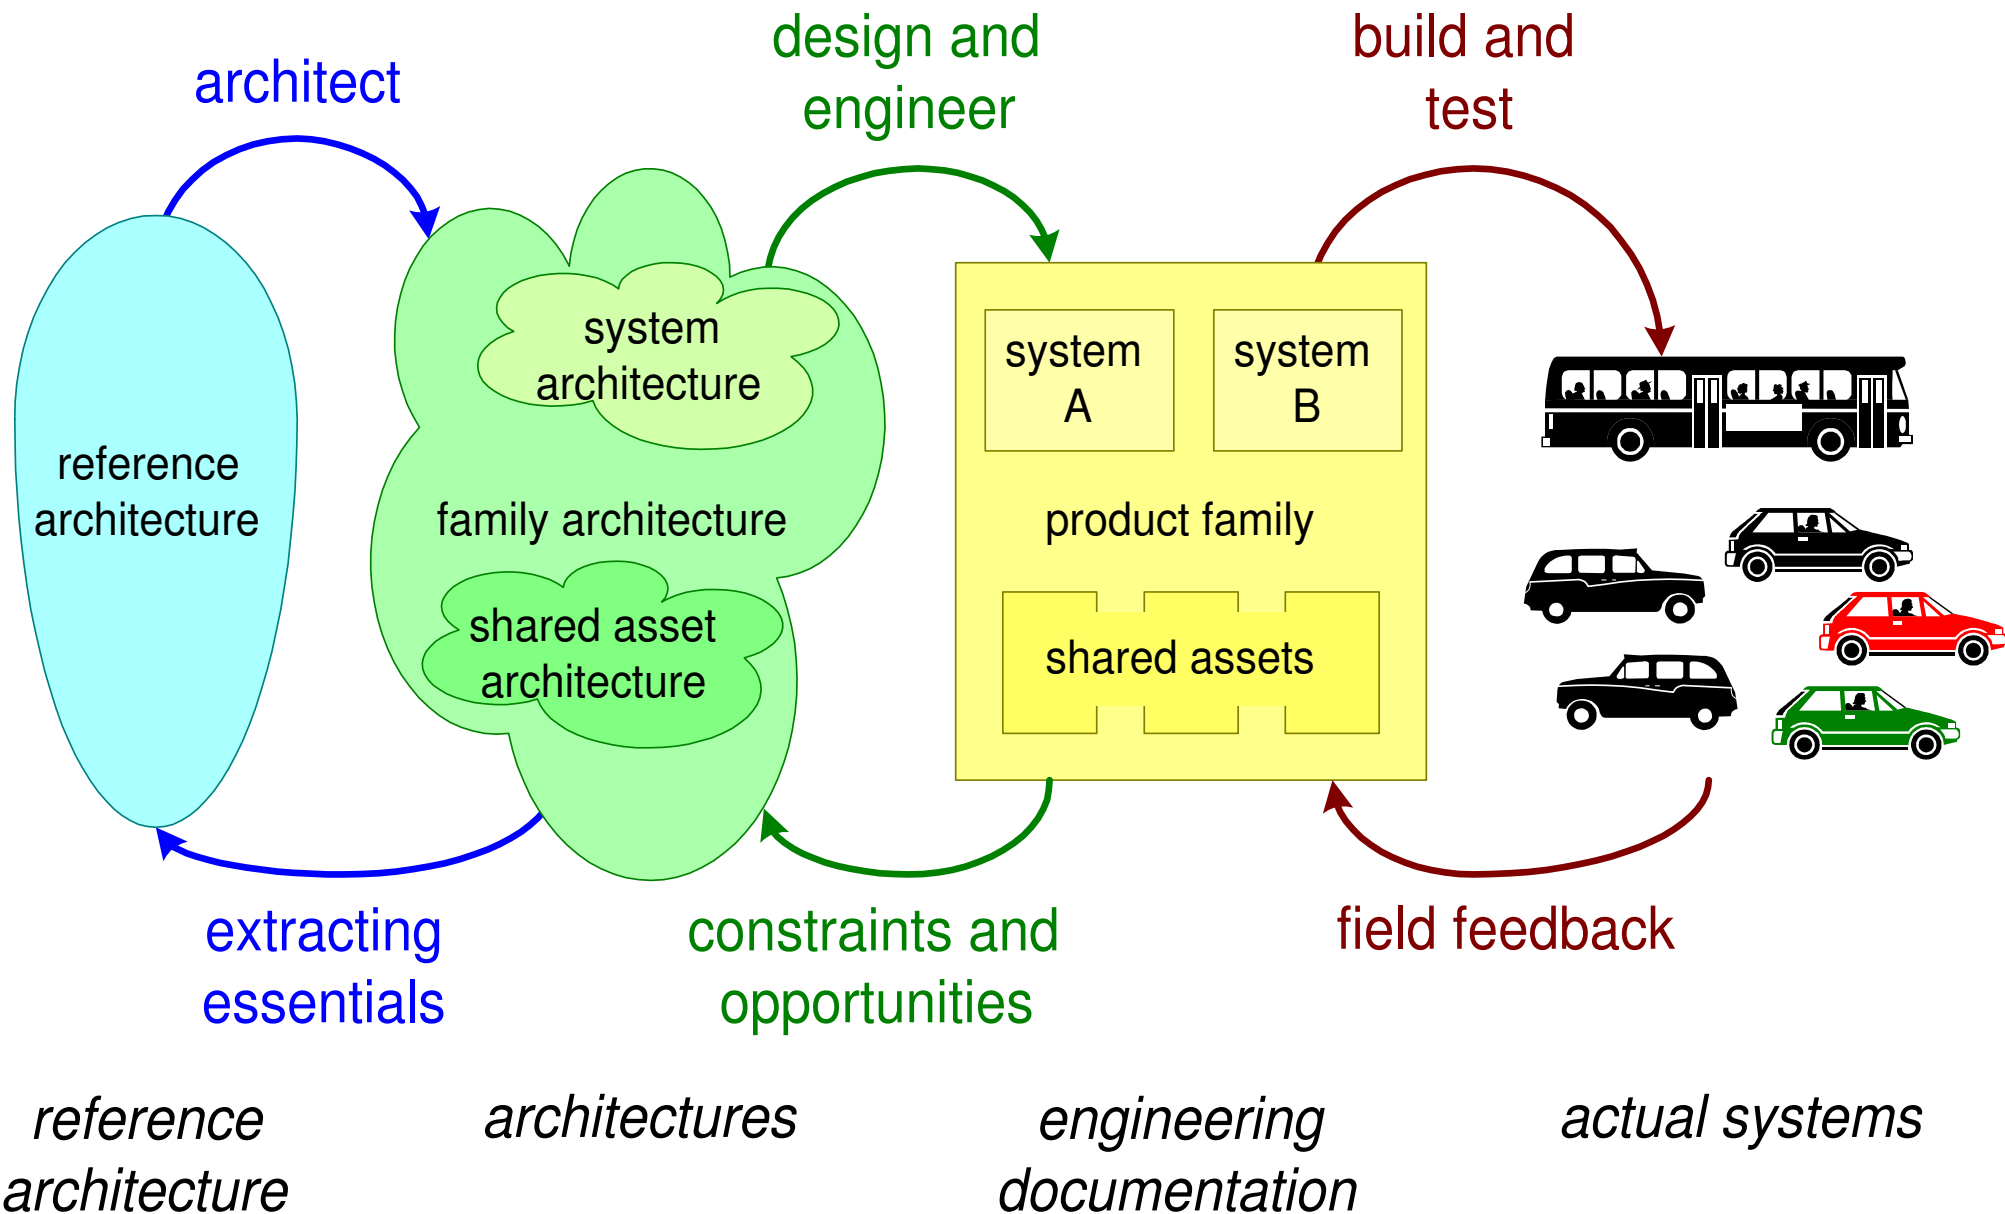 architect
design and
engineer
build and
test
reference
architecture
system
architecture
family architecture
shared asset
architecture
system
A
system
B
product family
shared assets
extracting
essentials
constraints and
opportunities
field feedback
reference
architecture
architectures
engineering
documentation
actual systems